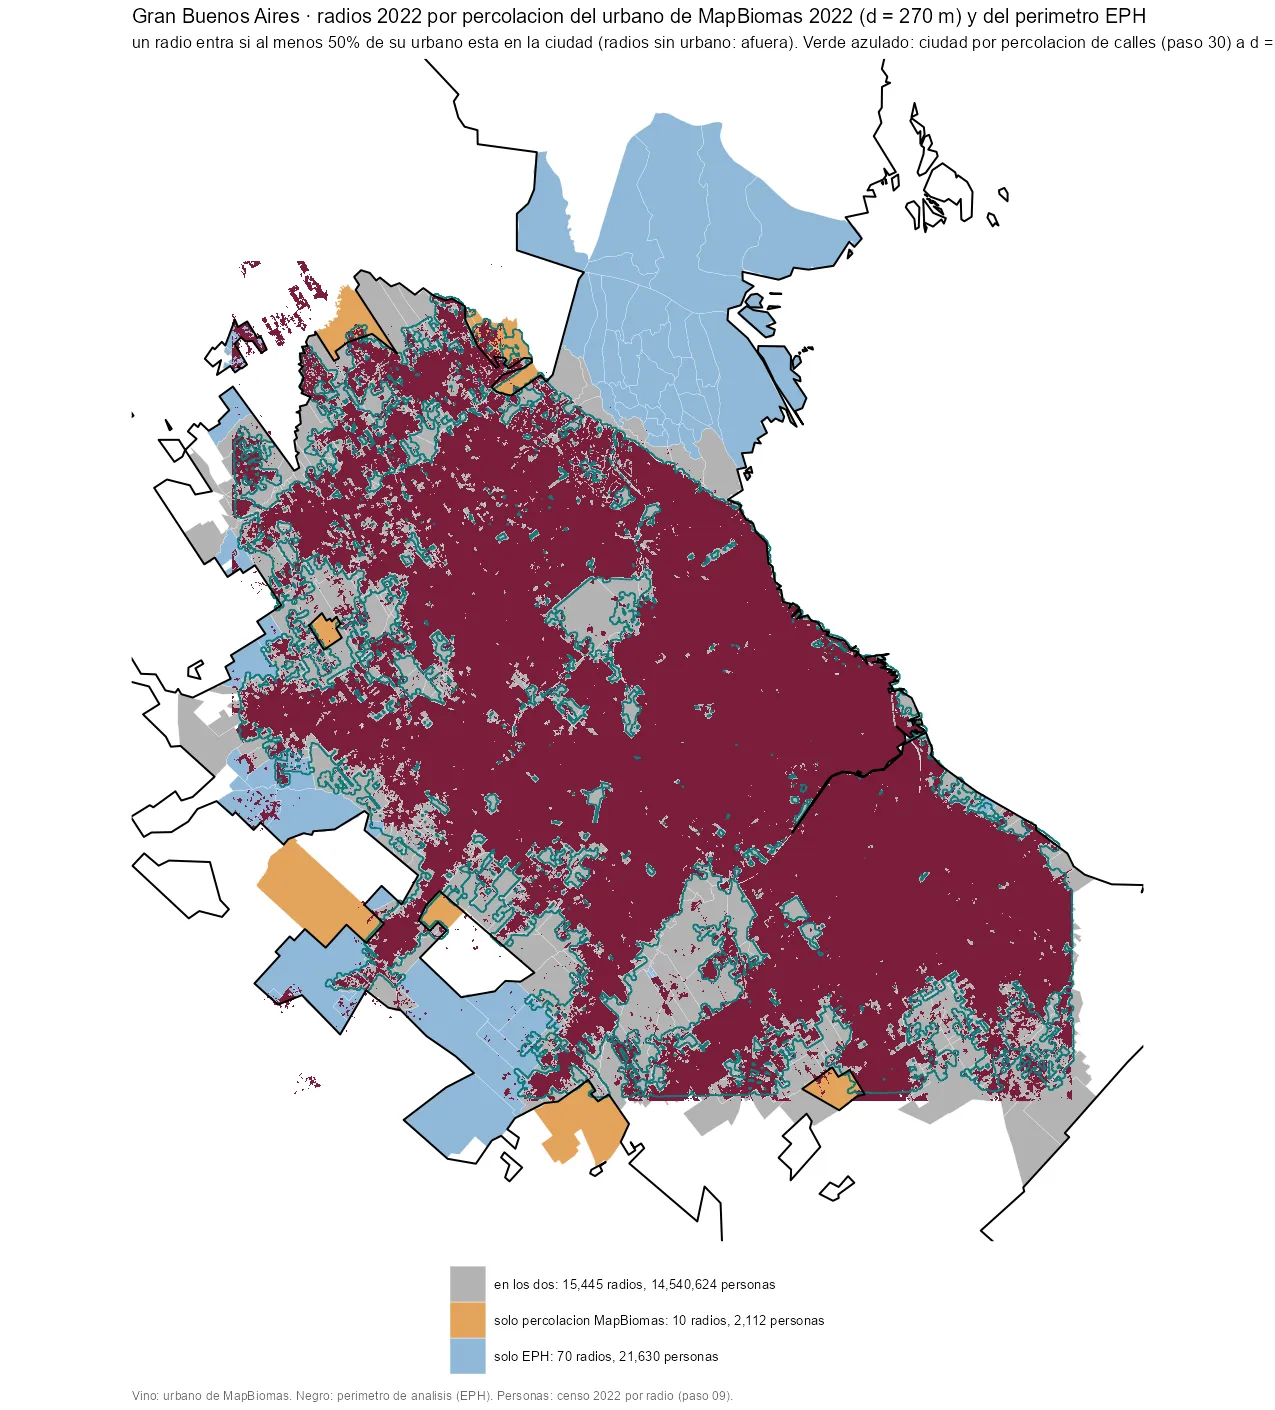 Gran Buenos Aires · radios 2022 por percolacion del urbano de MapBiomas 2022 (d = 270 m) y del perimetro EPH
un radio entra si al menos 50% de su urbano esta en la ciudad (radios sin urbano: afuera). Verde azulado: ciudad por percolacion de calles (paso 30) a d =
en los dos: 15,445 radios, 14,540,624 personas
solo percolacion MapBiomas: 10 radios, 2,112 personas
solo EPH: 70 radios, 21,630 personas
Vino: urbano de MapBiomas. Negro: perimetro de analisis (EPH). Personas: censo 2022 por radio (paso 09).